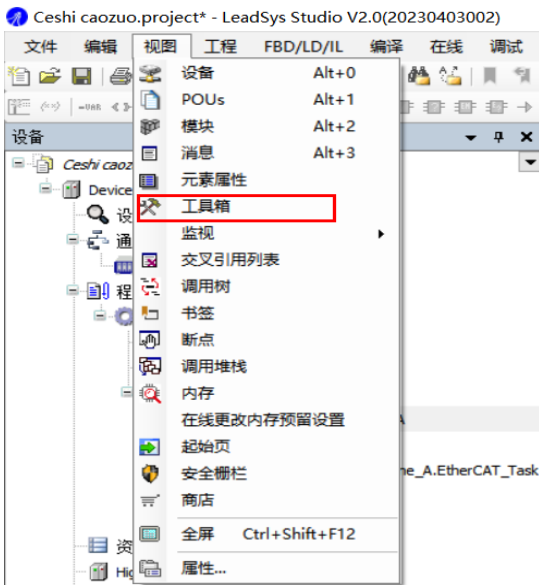 Ceshi caozuo.project* - LeadSys Studio V2.0(20230403002)
文件 编辑 视图 工程 FBD/LD/IL 编译 在线 调试
设备
Ceshi caoz
Device
设
通
程
资
设备 Alt+0
POUs Alt+1
模块 Alt+2
消息 Alt+3
元素属性
工具箱
监视
交叉引用列表
调用树
书签
断点
调用堆栈
内存
在线更改内存预留设置
起始页
安全栅栏
商店
全屏 Ctrl+Shift+F12
属性...
ne_A.EtherCAT_Task